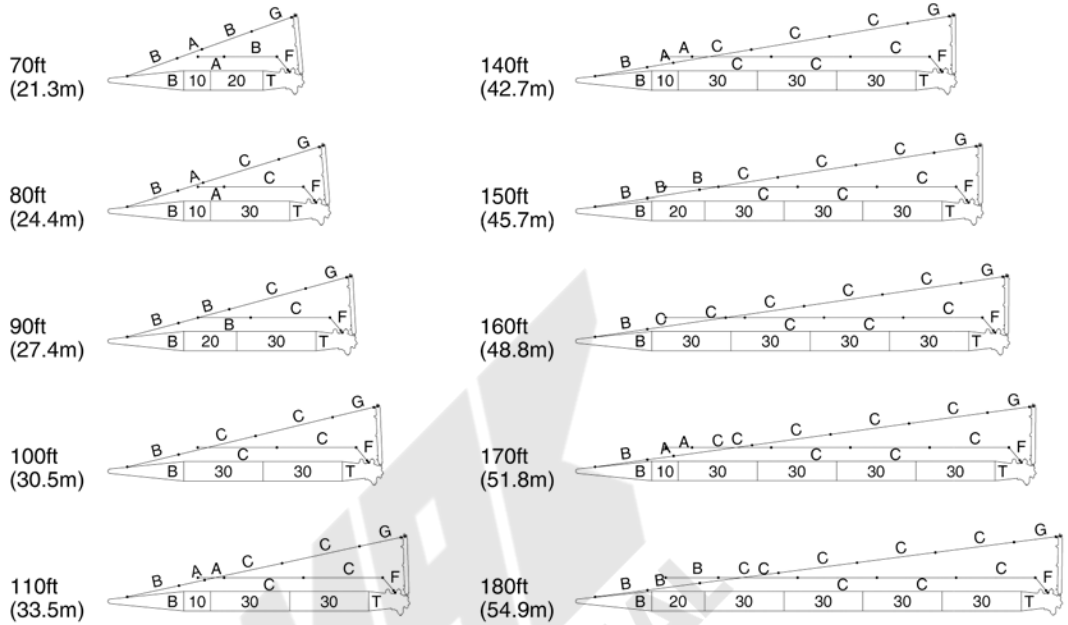 B A B G
70ft B F
(21.3m) A
B 10 20 T
B A C G
80ft C F
(24.4m) A
B 10 30 T
B B C G
90ft C F
(27.4m) B
B 20 30 T
B C C G
100ft C F
(30.5m) C
B 30 30 T
B A A C C G
110ft C F
(33.5m) C
B 10 30 30 T
B A A C C C G
140ft C F
(42.7m) C C
B 10 30 30 30 T
B B B C C C G
150ft C F
(45.7m) C C
B 20 30 30 30 T
B C C C C C G
160ft C F
(48.8m) C C
B 30 30 30 30 T
B A A C C C C C G
170ft C F
(51.8m) C C
B 10 30 30 30 30 T
B B B C C C C C G
180ft C F
(54.9m) C C
B 20 30 30 30 30 T